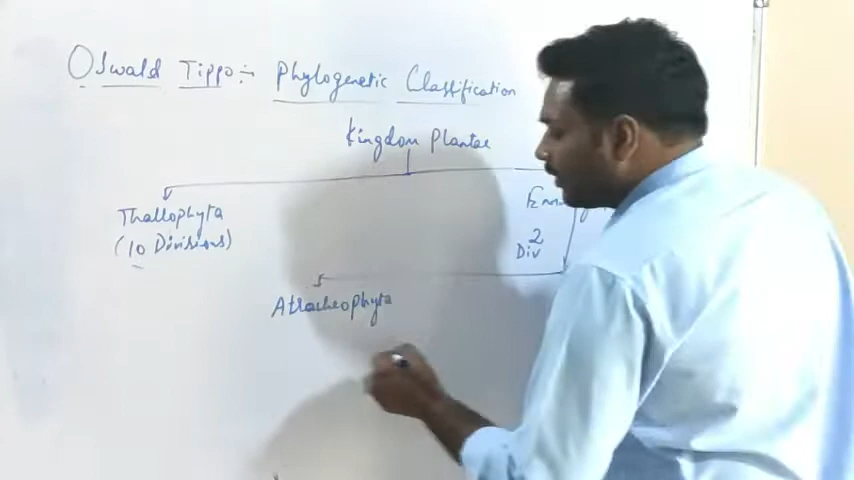 Oswald Tippo:-
Phylogenetic Classification
Kingdom Plantae
Thallophyta
(10 Divisions)
2
Div
Atracheophyta